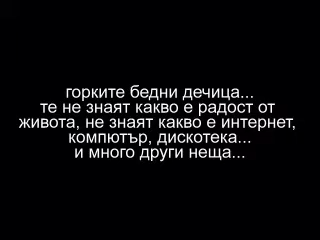 горките бедни дечица...
те не знаят какво е радост от
живота, не знаят какво е интернет,
компютър, дискотека...
и много други неща...